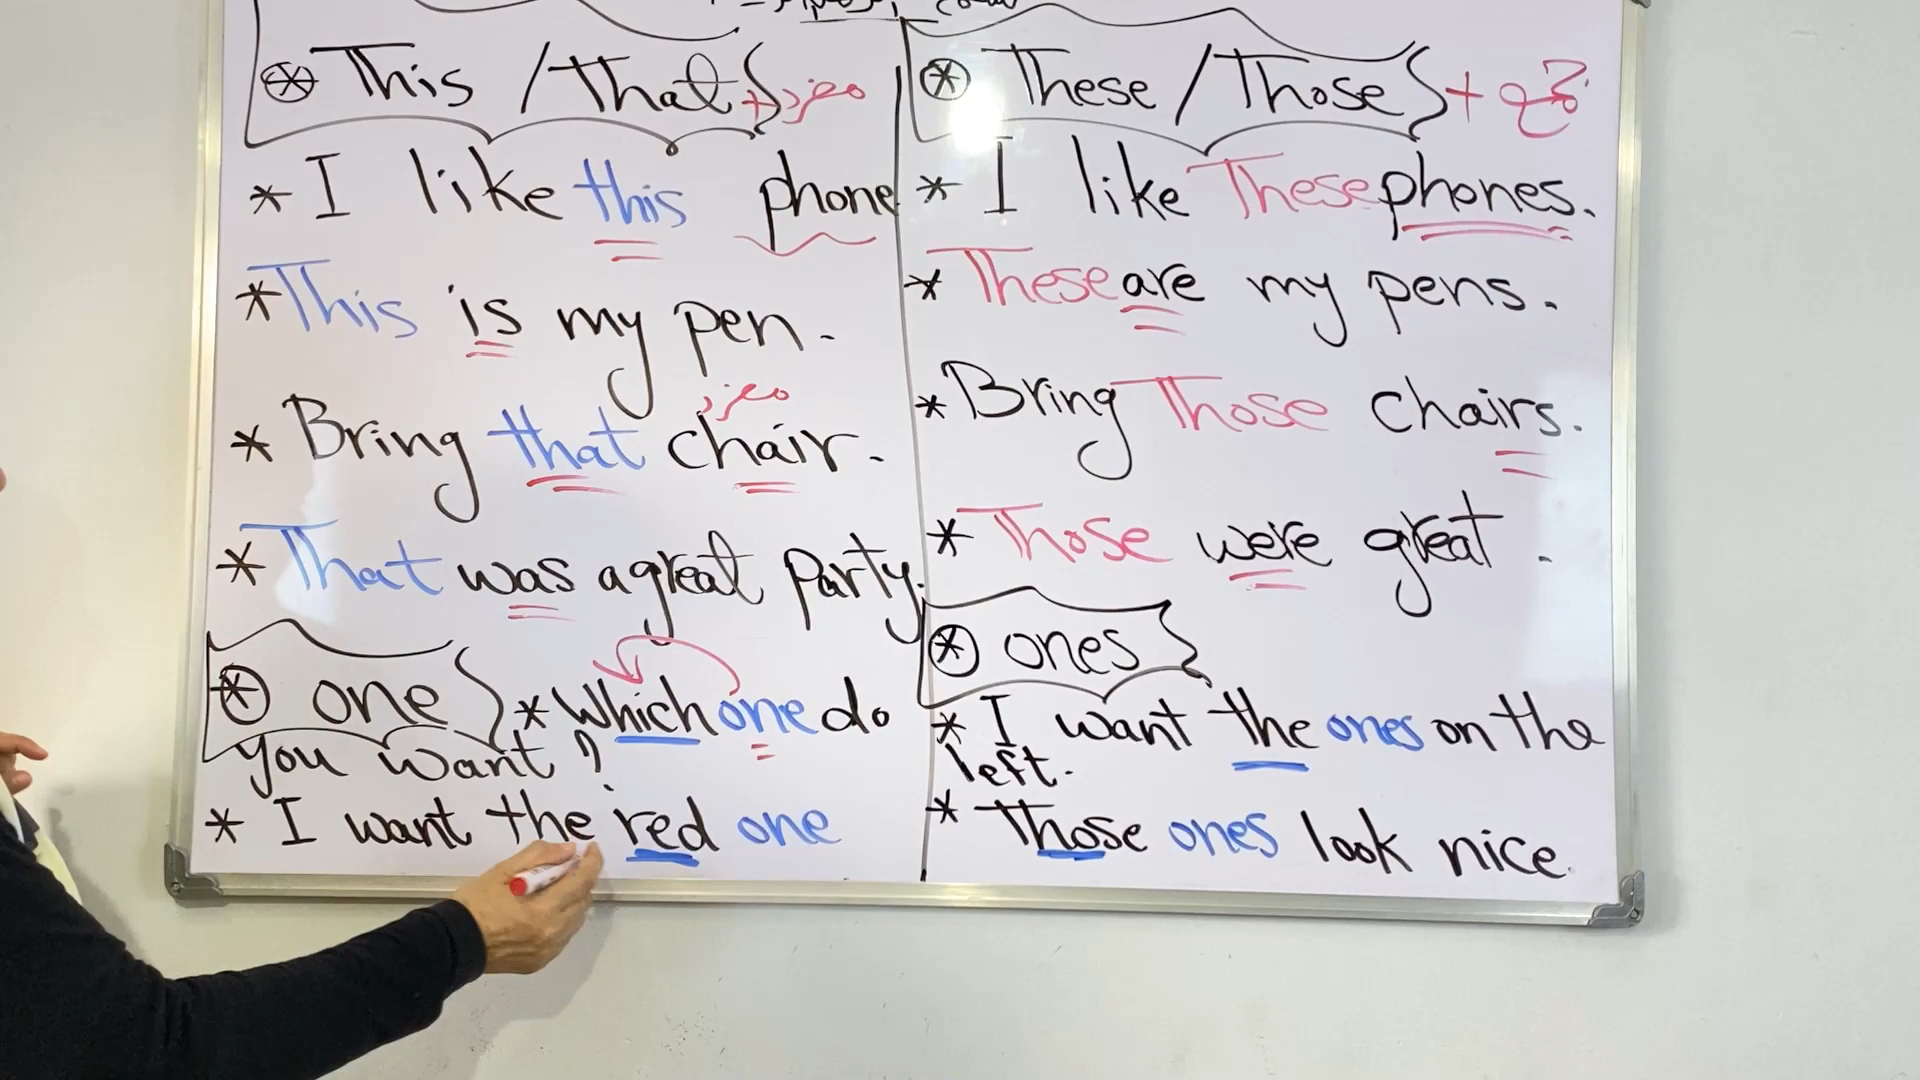 ⊛ This / That + مفرد
* I like this phone
* This is my pen.
مفرد
* Bring that chair.
* That was a great party.
⊛ one * Which one do
you want?
* I want the red one
⊛ These / Those + جمع
* I like These phones.
* These are my pens.
* Bring Those chairs.
* Those were great.
⊛ ones
* I want the ones on the
left.
* Those ones look nice.